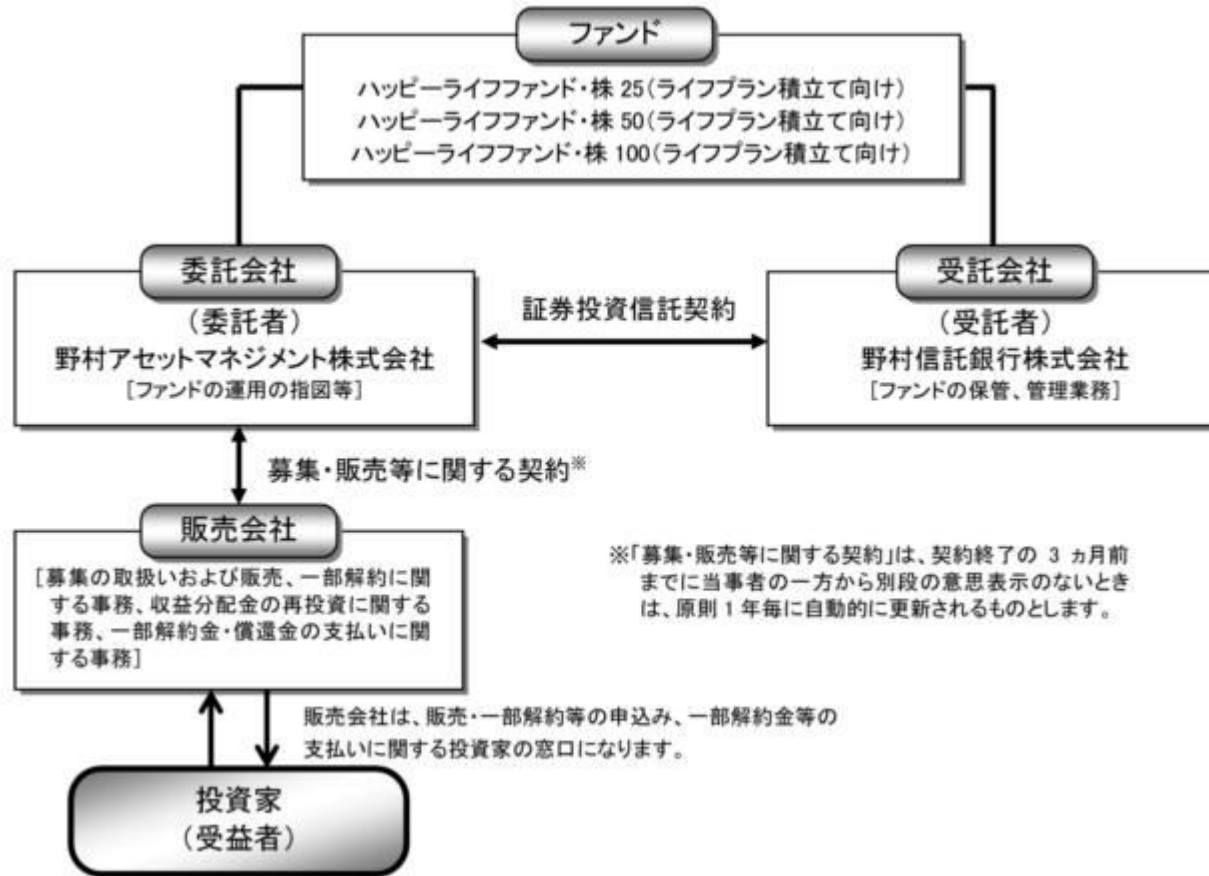 ファンド
ハッピーライフファンド・株 25(ライフプラン積立て向け)
ハッピーライフファンド・株 50(ライフプラン積立て向け)
ハッピーライフファンド・株 100(ライフプラン積立て向け)
委託会社
(委託者)
野村アセットマネジメント株式会社
[ファンドの運用の指図等]
証券投資信託契約
受託会社
(受託者)
野村信託銀行株式会社
[ファンドの保管、管理業務]
募集・販売等に関する契約※
販売会社
[募集の取扱いおよび販売、一部解約に関
する事務、収益分配金の再投資に関する
事務、一部解約金・償還金の支払いに関
する事務]
※「募集・販売等に関する契約」は、契約終了の 3 ヵ月前
までに当事者の一方から別段の意思表示のないとき
は、原則 1 年毎に自動的に更新されるものとします。
販売会社は、販売・一部解約等の申込み、一部解約金等の
支払いに関する投資家の窓口になります。
投資家
(受益者)